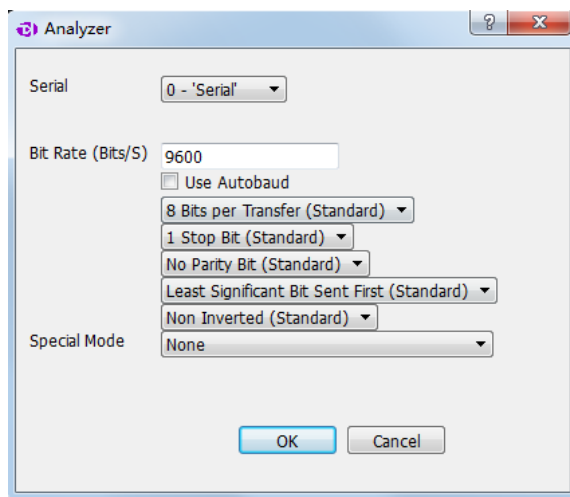 Analyzer
Serial
0 - 'Serial'
Bit Rate (Bits/S)
9600
Use Autobaud
8 Bits per Transfer (Standard)
1 Stop Bit (Standard)
No Parity Bit (Standard)
Least Significant Bit Sent First (Standard)
Non Inverted (Standard)
Special Mode
None
OK
Cancel